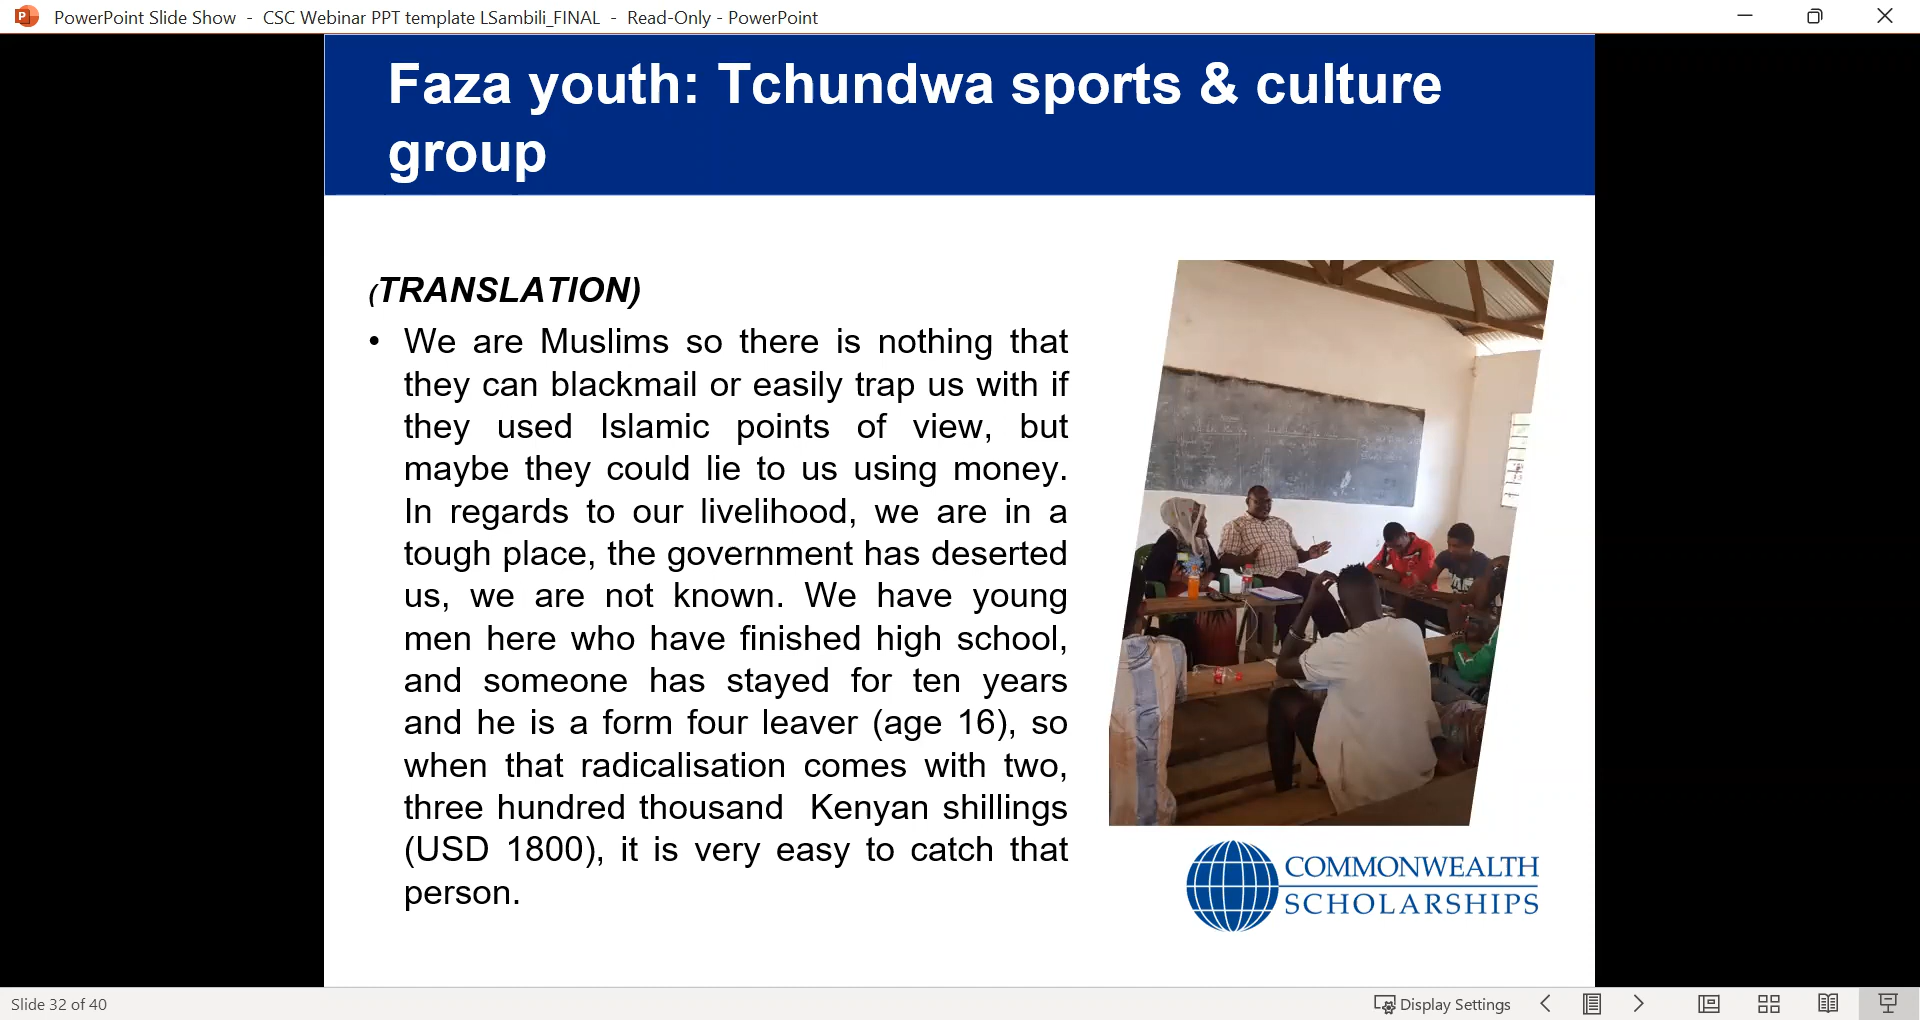 PowerPoint Slide Show - CSC Webinar PPT template LSambili_FINAL - Read-Only - PowerPoint
Faza youth: Tchundwa sports & culture
group
(TRANSLATION)
• We are Muslims so there is nothing that
they can blackmail or easily trap us with if
they used Islamic points of view, but
maybe they could lie to us using money.
In regards to our livelihood, we are in a
tough place, the government has deserted
us, we are not known. We have young
men here who have finished high school,
and someone has stayed for ten years
and he is a form four leaver (age 16), so
when that radicalisation comes with two,
three hundred thousand Kenyan shillings
(USD 1800), it is very easy to catch that
person.
COMMONWEALTH
SCHOLARSHIPS
Slide 32 of 40
Display Settings